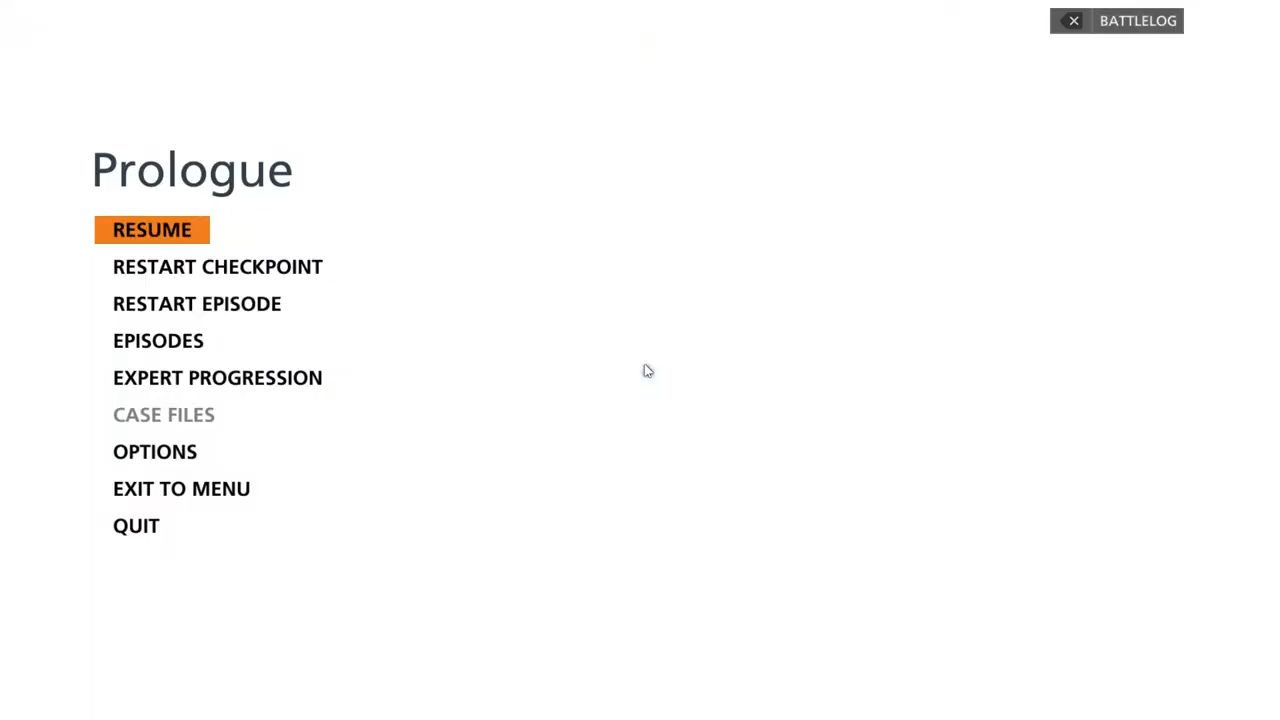 BATTLELOG
Prologue
RESUME
RESTART CHECKPOINT
RESTART EPISODE
EPISODES
EXPERT PROGRESSION
CASE FILES
OPTIONS
EXIT TO MENU
QUIT